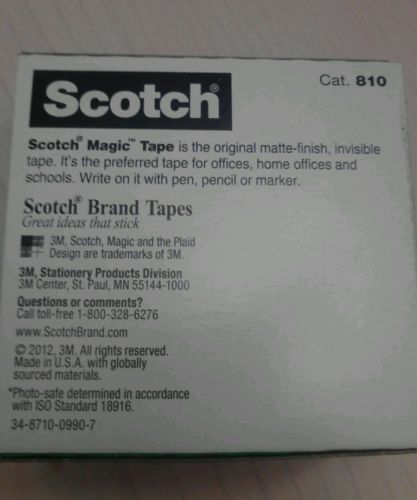 Scotch®
Cat. 810
Scotch® Magic™ Tape is the original matte-finish, invisible
tape. It's the preferred tape for offices, home offices and
schools. Write on it with pen, pencil or marker.
Scotch® Brand Tapes
Great ideas that stick
3M, Scotch, Magic and the Plaid
Design are trademarks of 3M.
3M, Stationery Products Division
3M Center, St. Paul, MN 55144-1000
Questions or comments?
Call toll-free 1-800-328-6276
www.ScotchBrand.com
© 2012, 3M. All rights reserved.
Made in U.S.A. with globally
sourced materials.
*Photo-safe determined in accordance
with ISO Standard 18916.
34-8710-0990-7